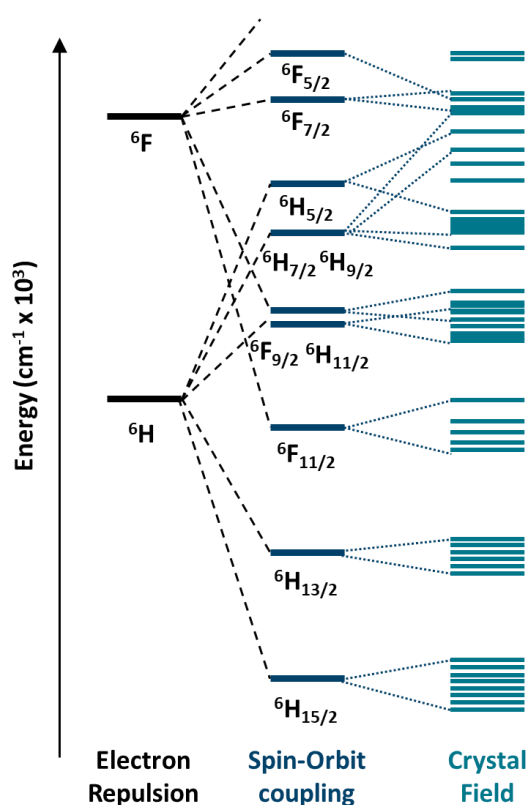 Energy (cm⁻¹ x 10³)
⁶F
⁶H
⁶F₅/₂
⁶F₇/₂
⁶H₅/₂
⁶H₇/₂ ⁶H₉/₂
⁶F₉/₂ ⁶H₁₁/₂
⁶F₁₁/₂
⁶H₁₃/₂
⁶H₁₅/₂
Electron
Repulsion
Spin-Orbit
coupling
Crystal
Field